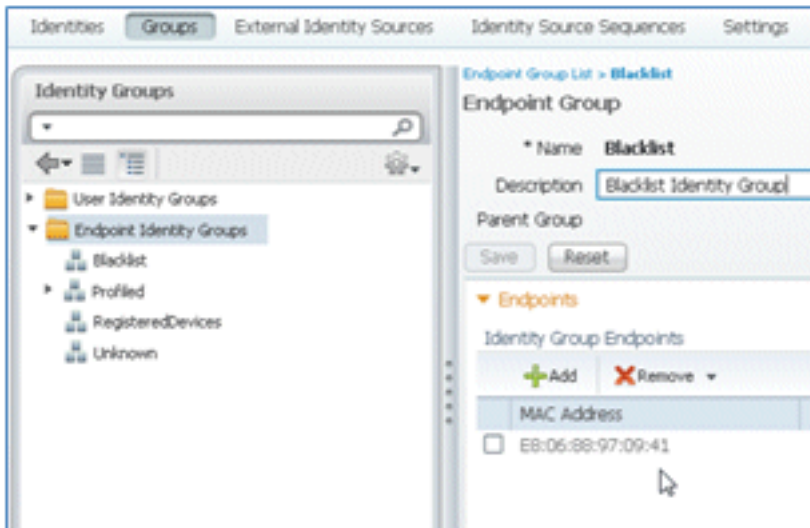 Identities Groups External Identity Sources Identity Source Sequences Settings
Identity Groups
User Identity Groups
Endpoint Identity Groups
Blacklist
Profiled
RegisteredDevices
Unknown
Endpoint Group List > Blacklist
Endpoint Group
* Name Blacklist
Description Blacklist Identity Group
Parent Group
Save Reset
Endpoints
Identity Group Endpoints
Add Remove
MAC Address
E8:06:88:97:09:41